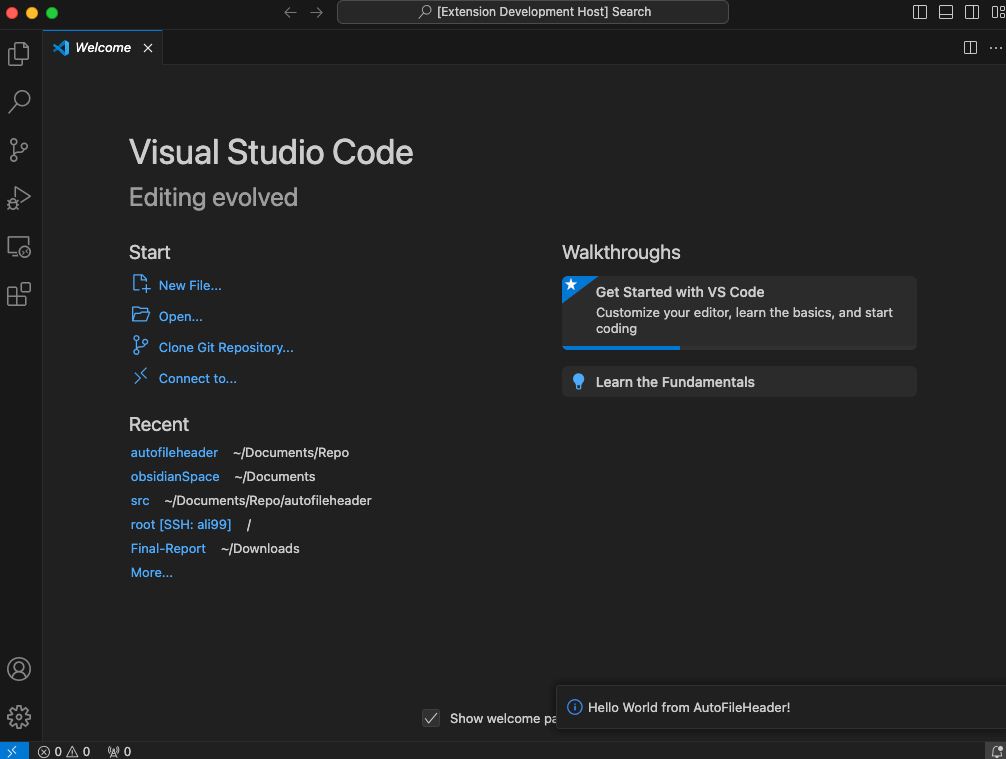 [Extension Development Host] Search
Welcome
Visual Studio Code
Editing evolved
Start
New File...
Open...
Clone Git Repository...
Connect to...
Recent
autofileheader ~/Documents/Repo
obsidianSpace ~/Documents
src ~/Documents/Repo/autofileheader
root [SSH: ali99] /
Final-Report ~/Downloads
More...
Walkthroughs
Get Started with VS Code
Customize your editor, learn the basics, and start
coding
Learn the Fundamentals
Show welcome pa
Hello World from AutoFileHeader!
0 0 0